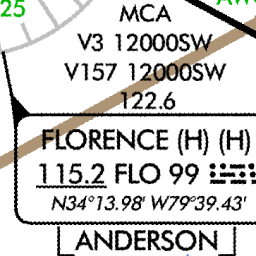 25
MCA
V3 12000SW
V157 12000SW
122.6
FLORENCE (H) (H)
115.2 FLO 99
N34°13.98' W79°39.43'
ANDERSON